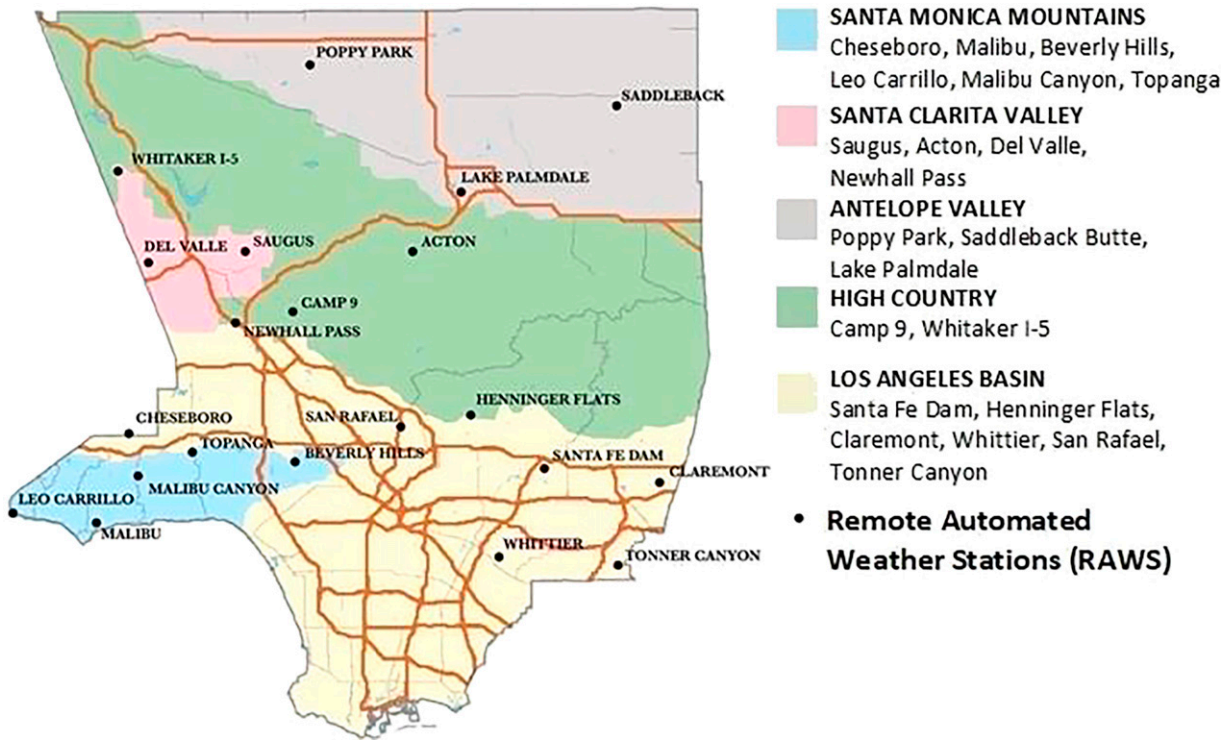 POPPY PARK
SADDLEBACK
WHITAKER I-5
LAKE PALMDALE
DEL VALLE
SAUGUS
ACTON
CAMP 9
NEWHALL PASS
HENNINGER FLATS
CHESEBORO
SAN RAFAEL
TOPANGA
BEVERLY HILLS
SANTA FE DAM
CLAREMONT
MALIBU CANYON
LEO CARRILLO
MALIBU
WHITTIER
TONNER CANYON
SANTA MONICA MOUNTAINS
Cheseboro, Malibu, Beverly Hills,
Leo Carrillo, Malibu Canyon, Topanga
SANTA CLARITA VALLEY
Saugus, Acton, Del Valle,
Newhall Pass
ANTELOPE VALLEY
Poppy Park, Saddleback Butte,
Lake Palmdale
HIGH COUNTRY
Camp 9, Whitaker I-5
LOS ANGELES BASIN
Santa Fe Dam, Henninger Flats,
Claremont, Whittier, San Rafael,
Tonner Canyon
• Remote Automated
Weather Stations (RAWS)